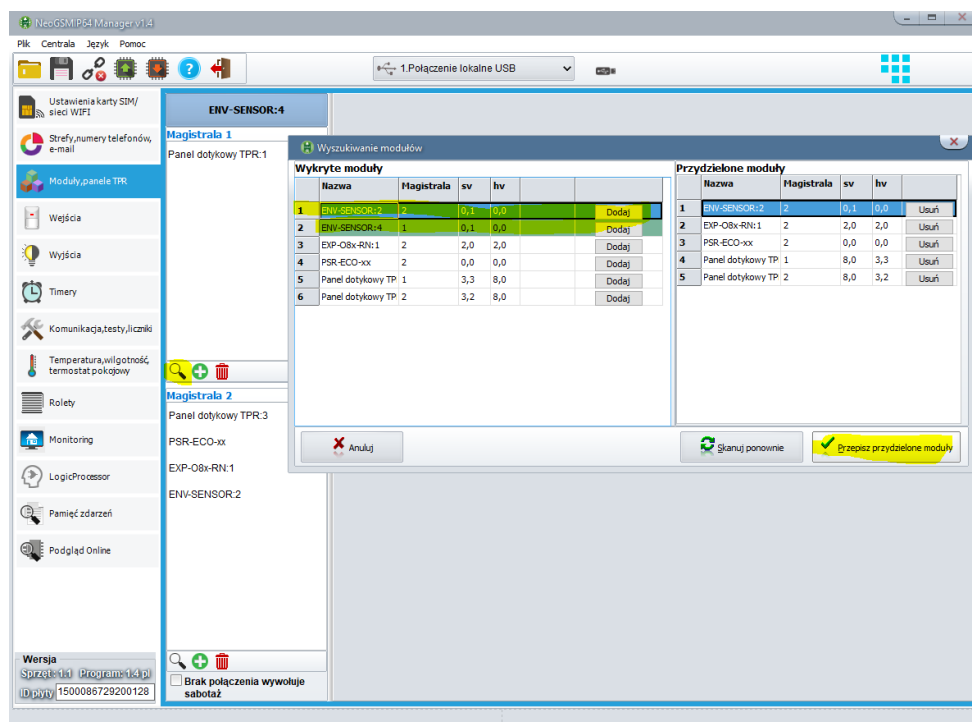 NeoGSMIP64 Manager v1.4
Plik Centrala Język Pomoc
1.Połączenie lokalne USB
Ustawienia karty SIM/
sieci WIFI
Strefy,numery telefonów,
e-mail
Moduły,panele TPR
Wejścia
Wyjścia
Timery
Komunikacja,testy,liczniki
Temperatura,wilgotność,
termostat pokojowy
Rolety
Monitoring
LogicProcessor
Pamięć zdarzeń
Podgląd Online
Wersja
Sprzęt: 1.1 Program: 1.4 pl
ID płyty 1500086729200128
ENV-SENSOR:4
Magistrala 1
Panel dotykowy TPR:1
Magistrala 2
Panel dotykowy TPR:3
PSR-ECO-xx
EXP-O8x-RN:1
ENV-SENSOR:2
Brak połączenia wywołuje
sabotaż
Wyszukiwanie modułów
Wykryte moduły
Nazwa Magistrala sv hv
1 ENV-SENSOR:2 2 0,1 0,0 Dodaj
2 ENV-SENSOR:4 1 0,1 0,0 Dodaj
3 EXP-O8x-RN:1 2 2,0 2,0 Dodaj
4 PSR-ECO-xx 2 0,0 0,0 Dodaj
5 Panel dotykowy TP 1 3,3 8,0 Dodaj
6 Panel dotykowy TP 2 3,2 8,0 Dodaj
Przydzielone moduły
Nazwa Magistrala sv hv
1 ENV-SENSOR:2 2 0,1 0,0 Usuń
2 EXP-O8x-RN:1 2 2,0 2,0 Usuń
3 PSR-ECO-xx 2 0,0 0,0 Usuń
4 Panel dotykowy TP 1 8,0 3,3 Usuń
5 Panel dotykowy TP 2 8,0 3,2 Usuń
Anuluj
Skanuj ponownie
Przepisz przydzielone moduły